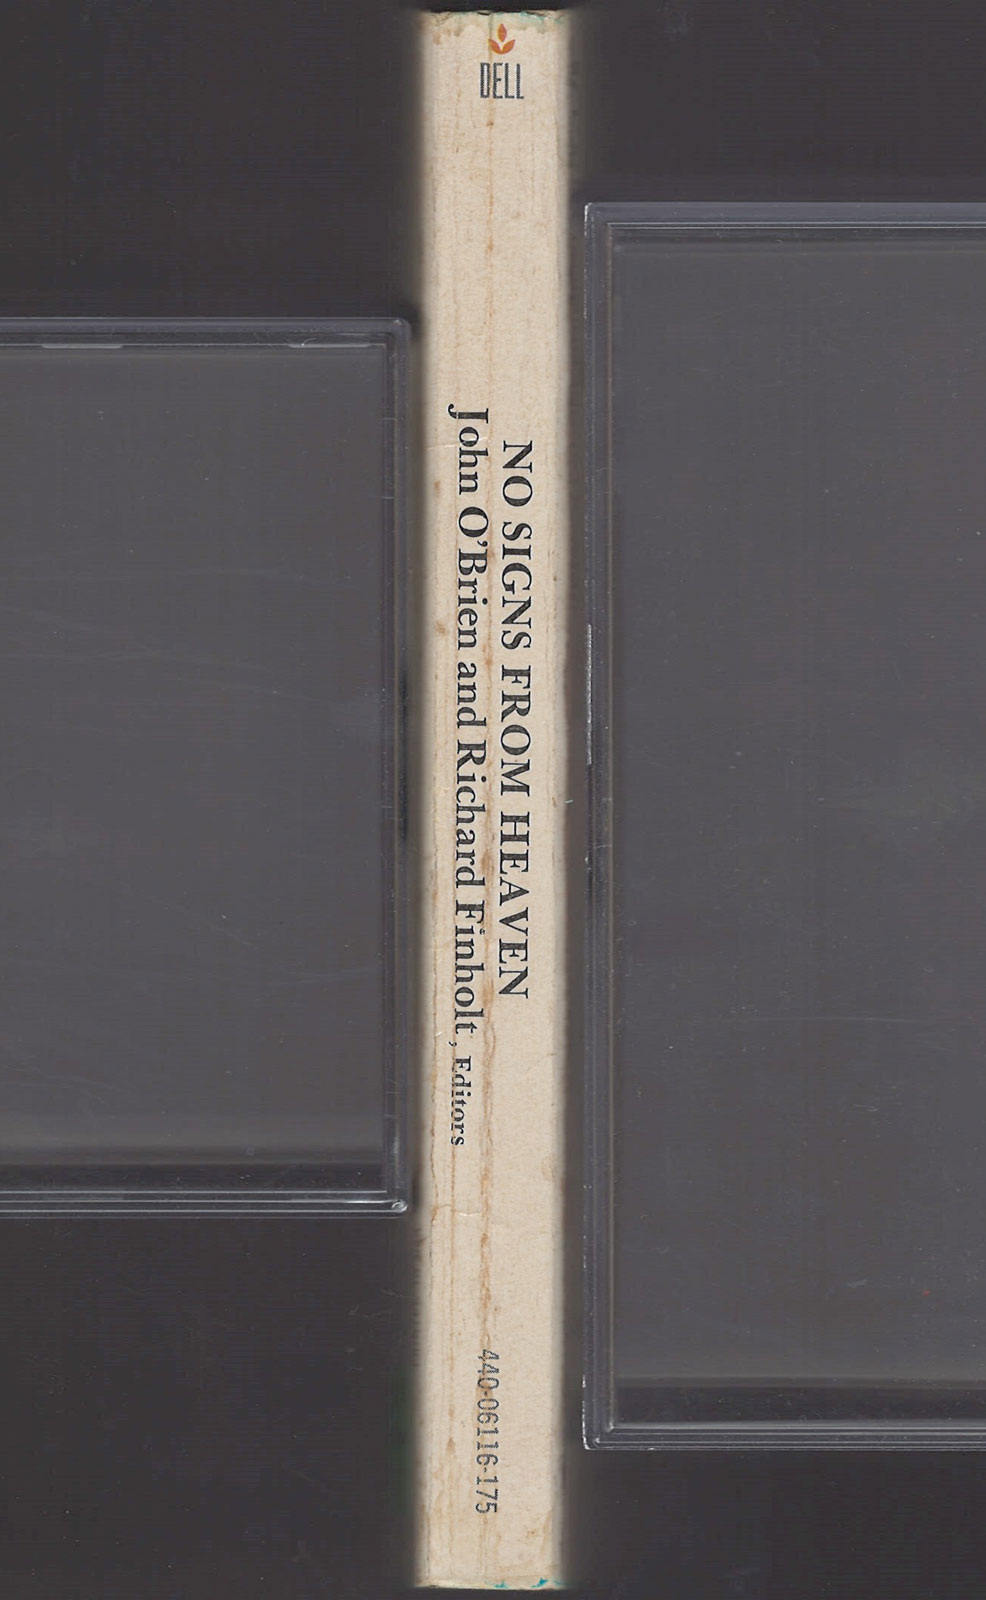 DELL
NO SIGNS FROM HEAVEN
John O'Brien and Richard Finholt, Editors
440-06116-175